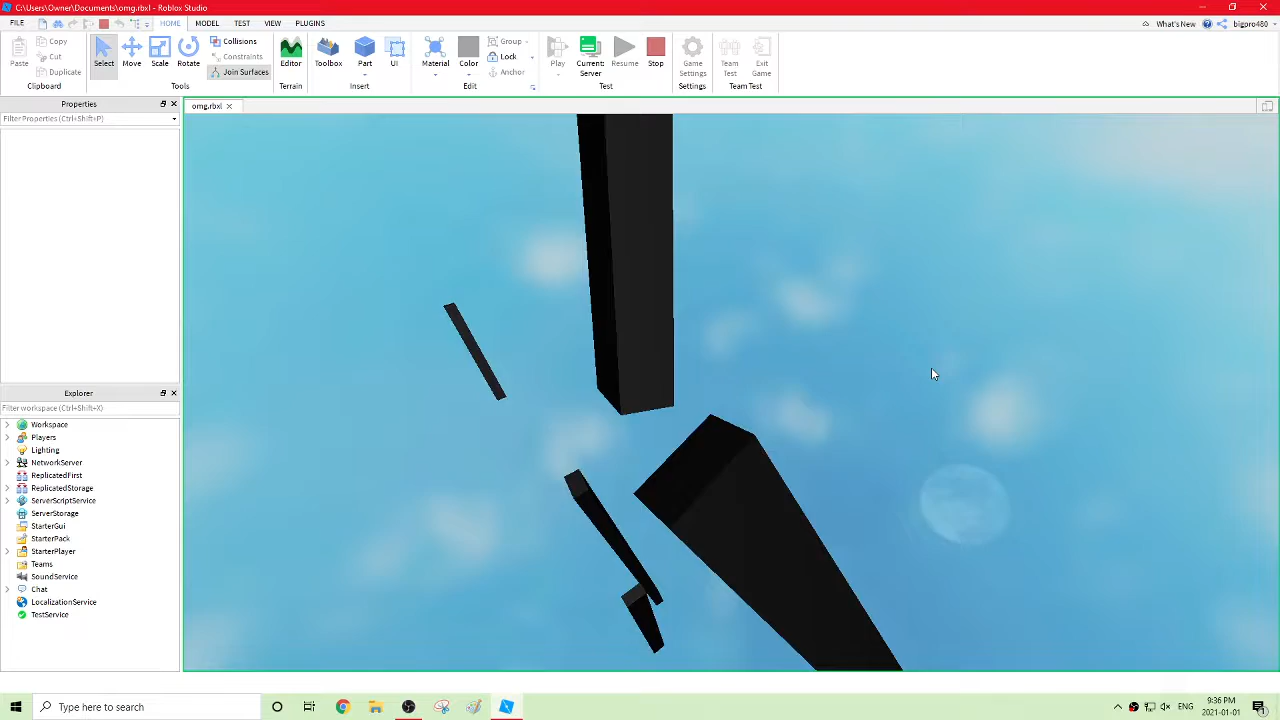 C:\Users\Owner\Documents\omg.rbxl - Roblox Studio
FILE HOME MODEL TEST VIEW PLUGINS What's New bigpro480
Paste Copy Cut Duplicate Select Move Scale Rotate Collisions Constraints Join Surfaces Editor Toolbox Part UI Material Color Group Lock Anchor Play Current: Server Resume Stop Game Settings Team Test Exit Game
Clipboard Tools Terrain Insert Edit Test Settings Team Test
Properties
omg.rbxl
Filter Properties (Ctrl+Shift+P)
Explorer
Filter workspace (Ctrl+Shift+X)
Workspace
Players
Lighting
NetworkServer
ReplicatedFirst
ReplicatedStorage
ServerScriptService
ServerStorage
StarterGui
StarterPack
StarterPlayer
Teams
SoundService
Chat
LocalizationService
TestService
Type here to search
9:36 PM
2021-01-01
1